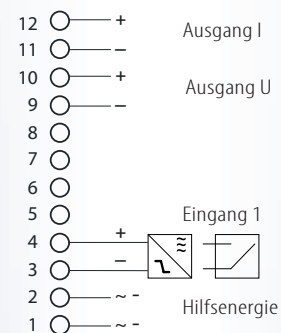 12 + Ausgang I
11 –
10 + Ausgang U
9 –
8
7
6
5 Eingang 1
4 +
3 –
2 ~ - Hilfsenergie
1 ~ -